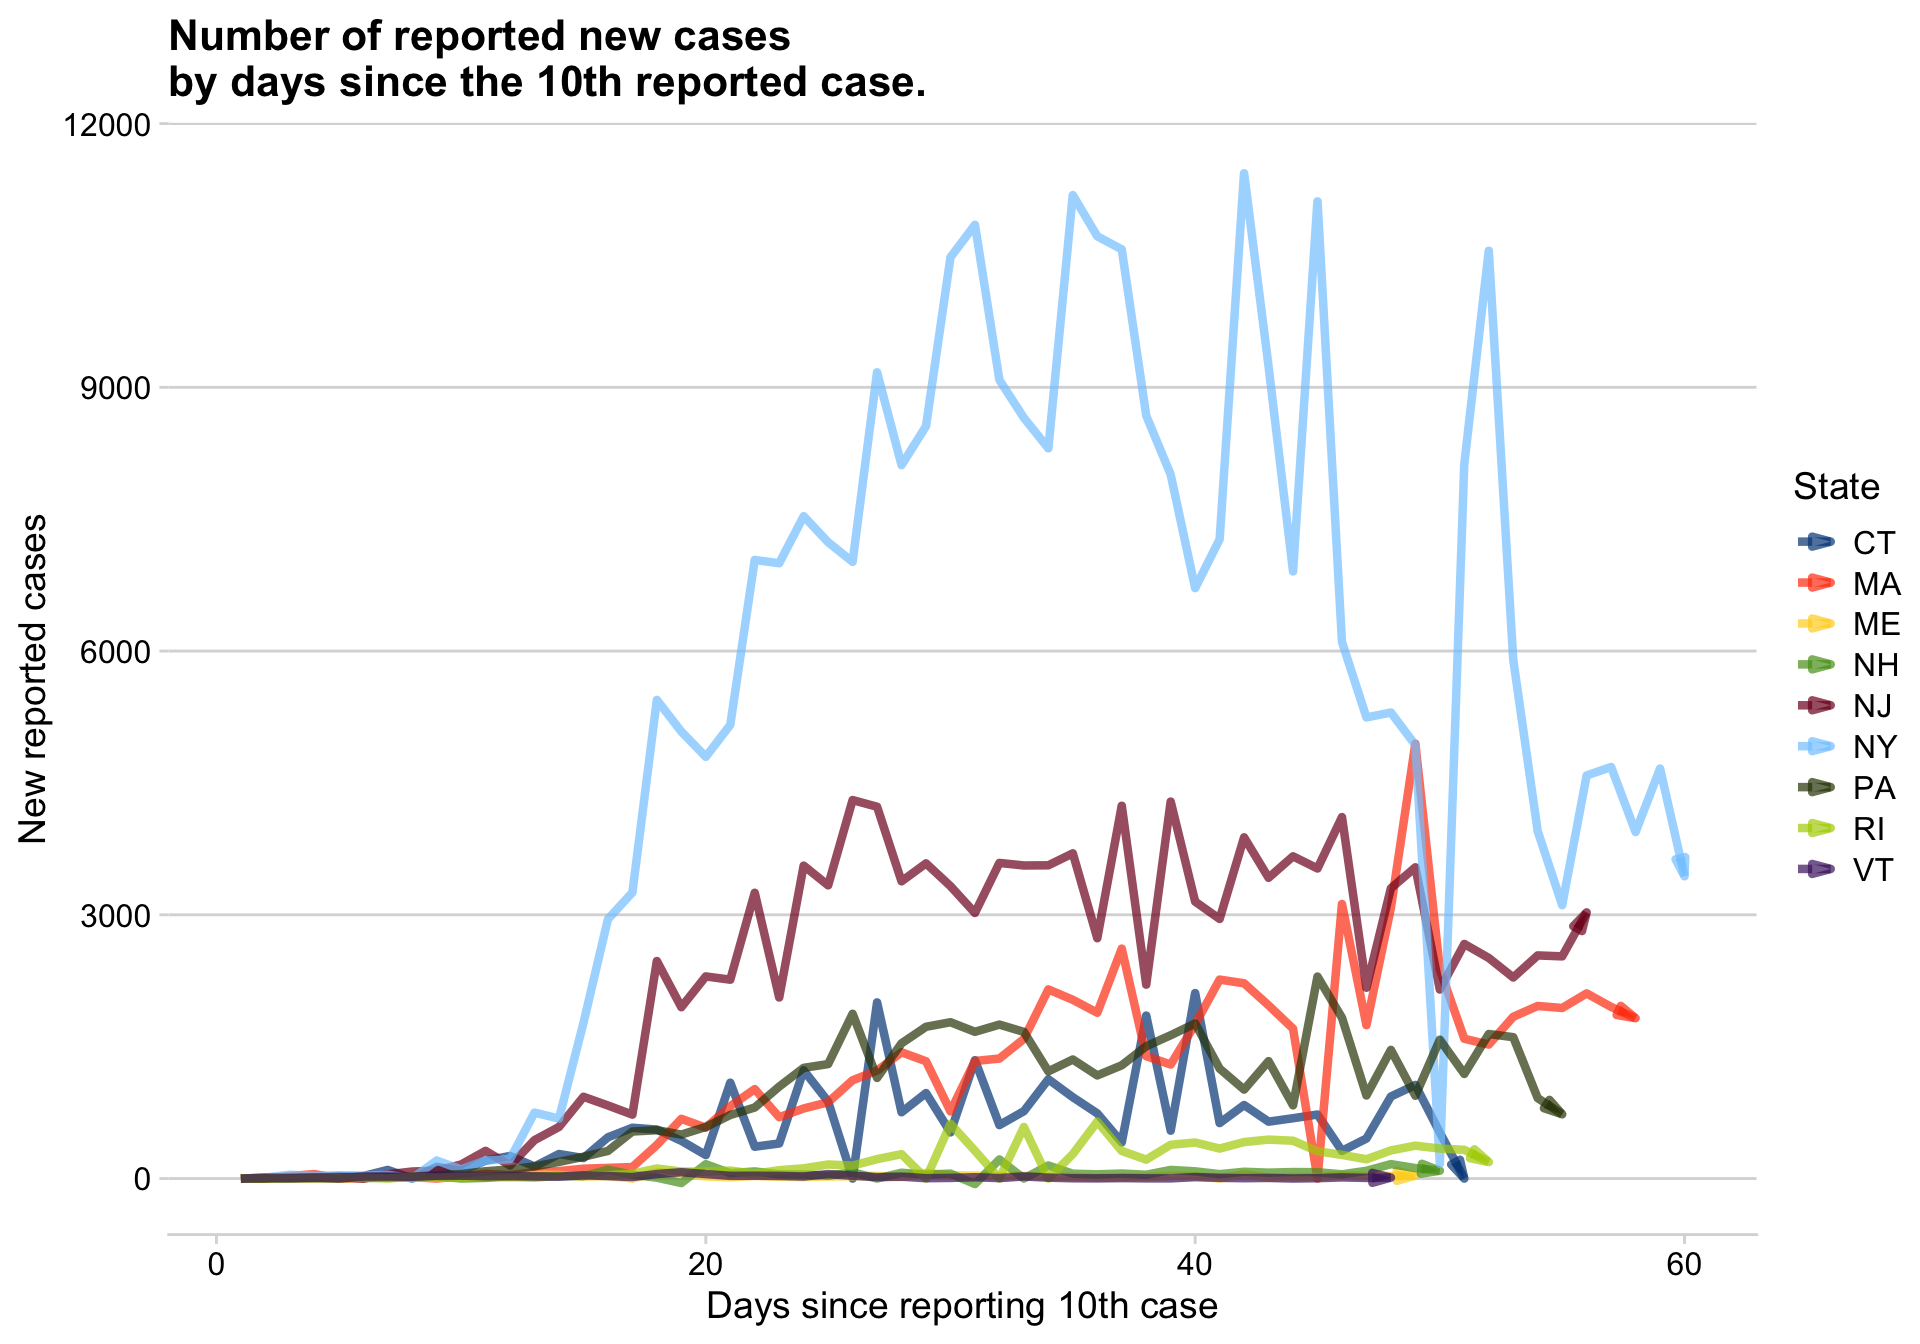 Number of reported new cases
by days since the 10th reported case.
12000
9000
6000
3000
0
New reported cases
0 20 40 60
Days since reporting 10th case
State
CT
MA
ME
NH
NJ
NY
PA
RI
VT